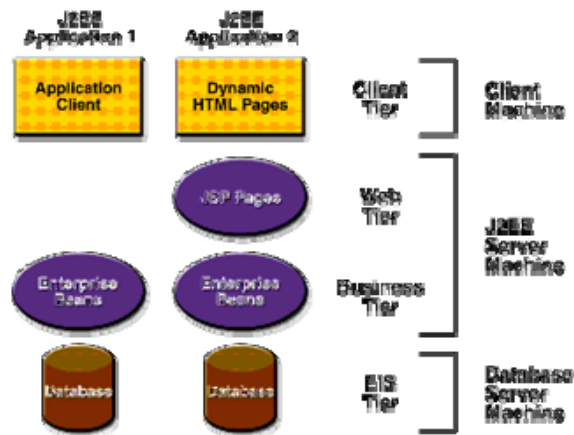 J2EE
Application 1
J2EE
Application 2
Application
Client
Dynamic
HTML Pages
Client
Tier
Client
Machine
JSP Pages
Web
Tier
J2EE
Server
Machine
Enterprise
Beans
Enterprise
Beans
Business
Tier
Database
Database
EIS
Tier
Database
Server
Machine